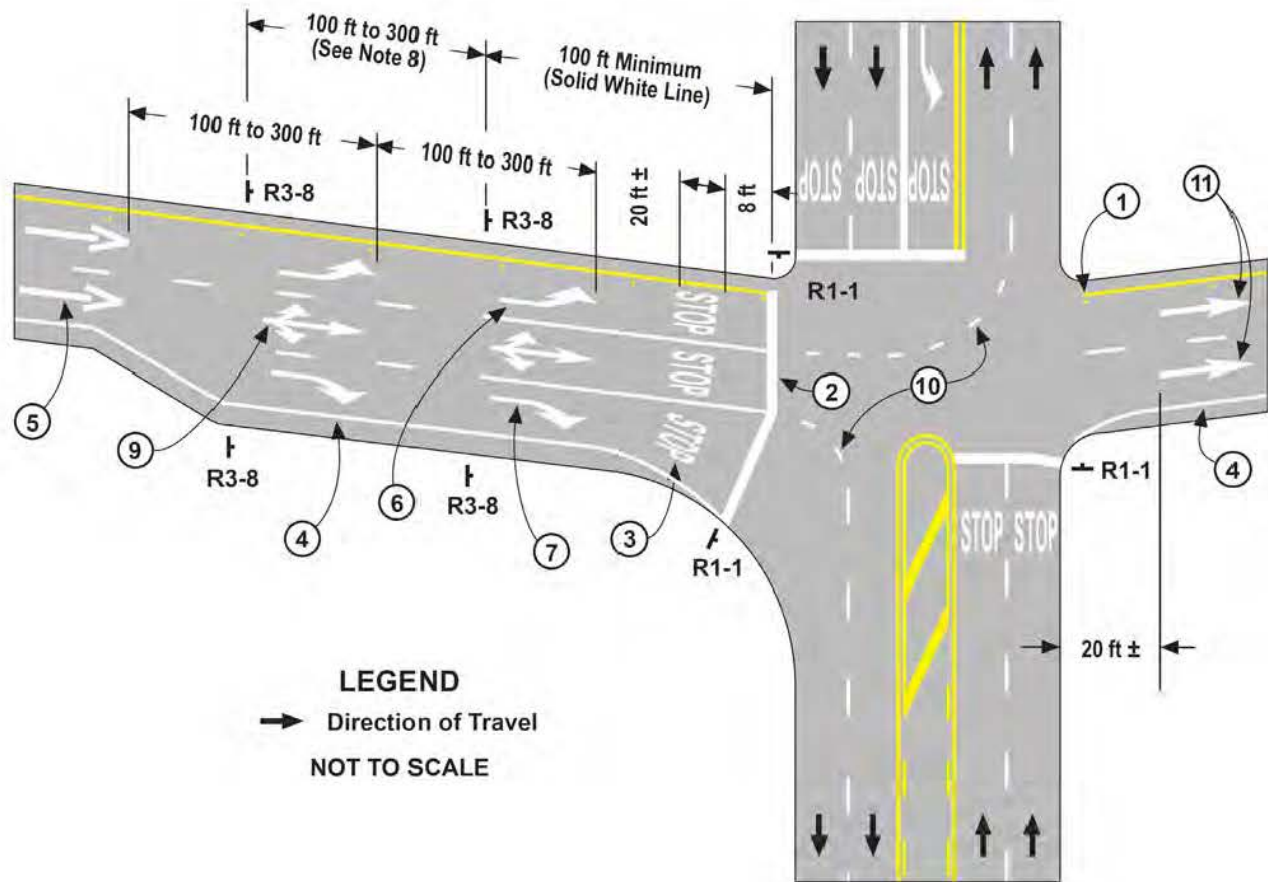 100 ft to 300 ft
(See Note 8)
100 ft Minimum
(Solid White Line)
100 ft to 300 ft
100 ft to 300 ft
20 ft ±
8 ft
R3-8
R3-8
STOP
STOP
STOP
R1-1
1
11
STOP
STOP
STOP
2
10
5
9
6
R3-8
4
R3-8
7
3
R1-1
STOP STOP
R1-1
4
20 ft ±
LEGEND
Direction of Travel
NOT TO SCALE